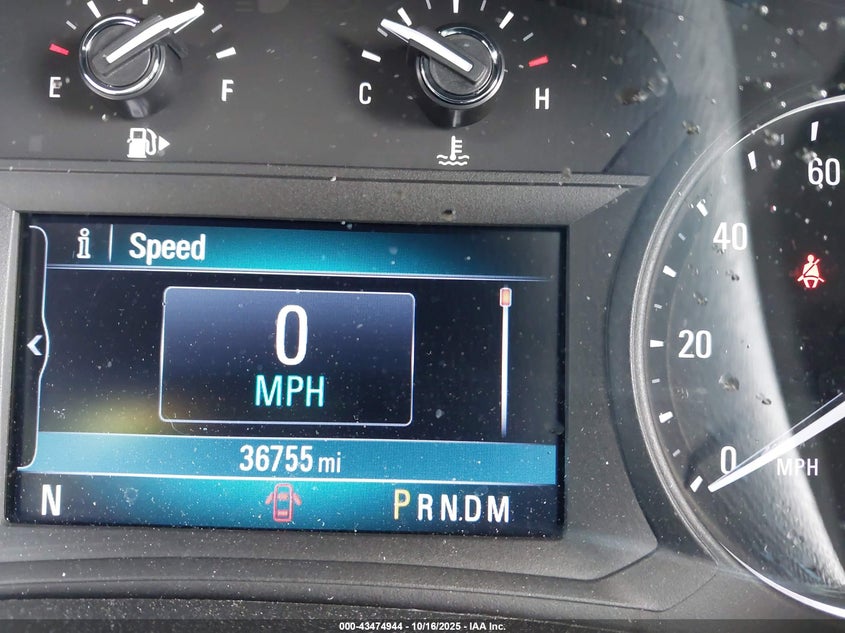 E F
C H
60
40
20
0
MPH
i Speed
0
MPH
36755 mi
N
PRNDM
000-43474944 - 10/16/2025 - IAA Inc.